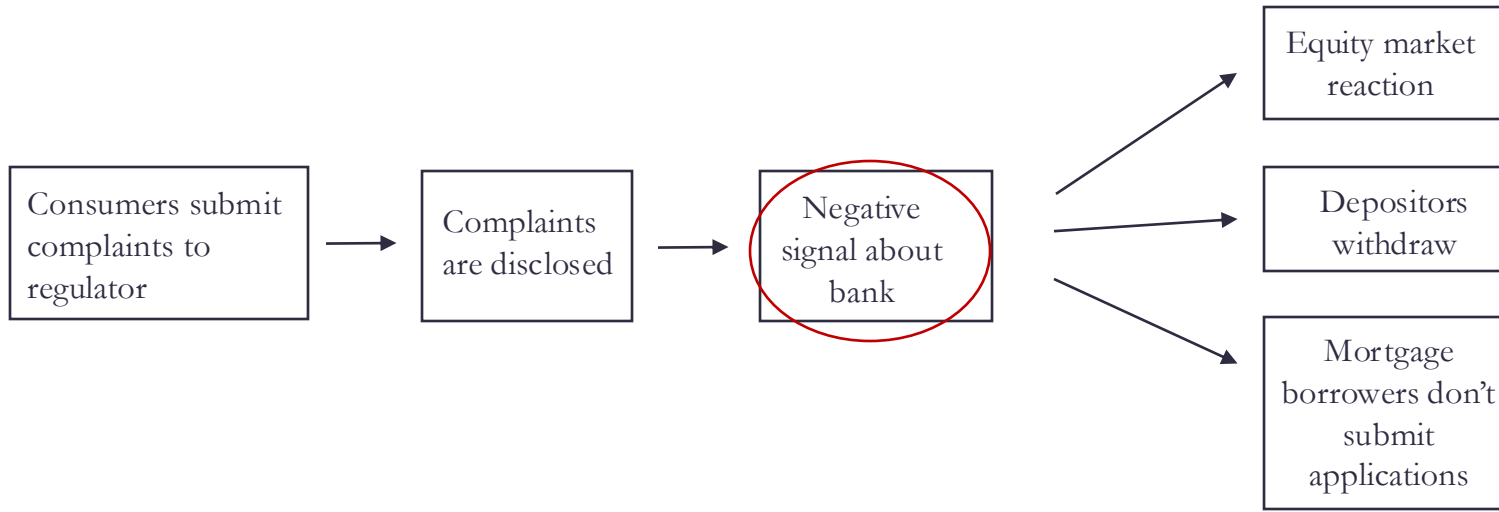 Consumers submit
complaints to
regulator
Complaints
are disclosed
Negative
signal about
bank
Equity market
reaction
Depositors
withdraw
Mortgage
borrowers don't
submit
applications